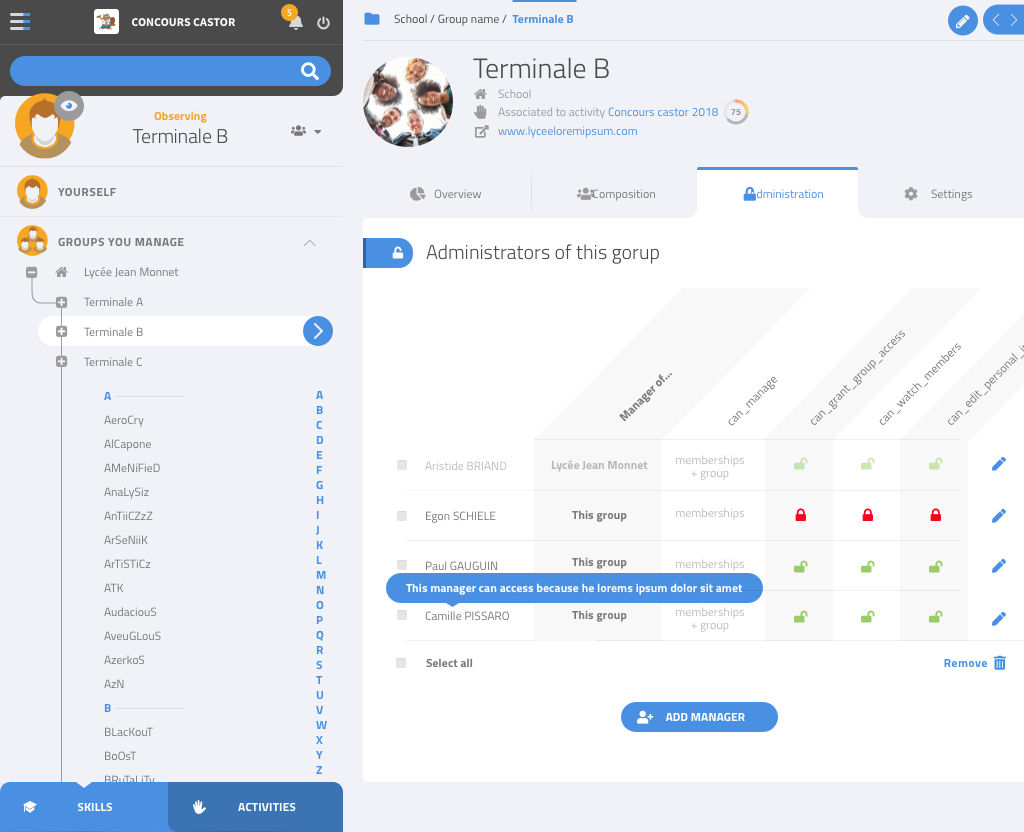 CONCOURS CASTOR
5
Observing
Terminale B
YOURSELF
GROUPS YOU MANAGE
Lycée Jean Monnet
Terminale A
Terminale B
Terminale C
A
AeroCry
AlCapone
AMeNiFieD
AnaLySiz
AnTiiCZzZ
ArSeNiiK
ArTiSTiCz
ATK
AudaciouS
AveuGLouS
AzerkoS
AzN
B
BLacKouT
BoOsT
BRuTaLiTy
A
B
C
D
E
F
G
H
I
J
K
L
M
N
O
P
Q
R
S
T
U
V
W
X
Y
Z
SKILLS
ACTIVITIES
School / Group name / Terminale B
Terminale B
School
Associated to activity Concours castor 2018 75
www.lyceeloremipsum.com
Overview
Composition
dministration
Settings
Administrators of this gorup
Manager of...
can_manage
can_grant_group_access
can_watch_members
can_edit_personal_i
Aristide BRIAND Lycée Jean Monnet memberships
+ group
Egon SCHIELE This group memberships
Paul GAUGUIN This group memberships
This manager can access because he lorems ipsum dolor sit amet
Camille PISSARO This group memberships
+ group
Select all
Remove
ADD MANAGER